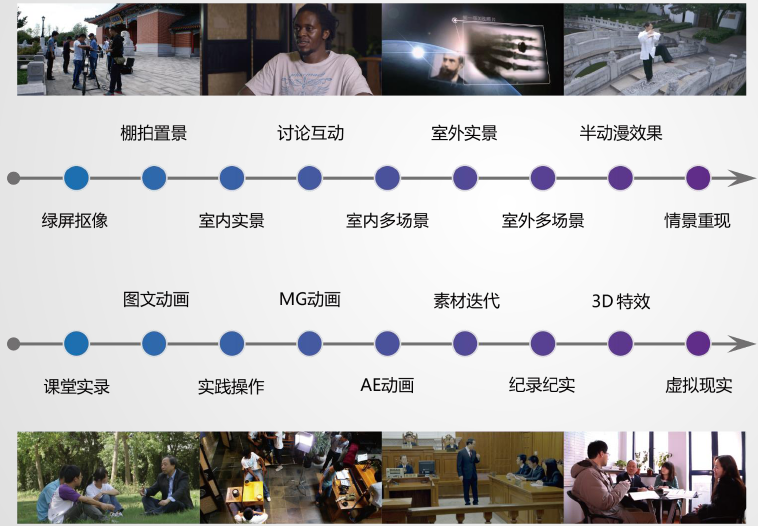 棚拍置景
讨论互动
室外实景
半动漫效果
绿屏抠像
室内实景
室内多场景
室外多场景
情景重现
图文动画
MG动画
素材迭代
3D 特效
课堂实录
实践操作
AE动画
纪录纪实
虚拟现实